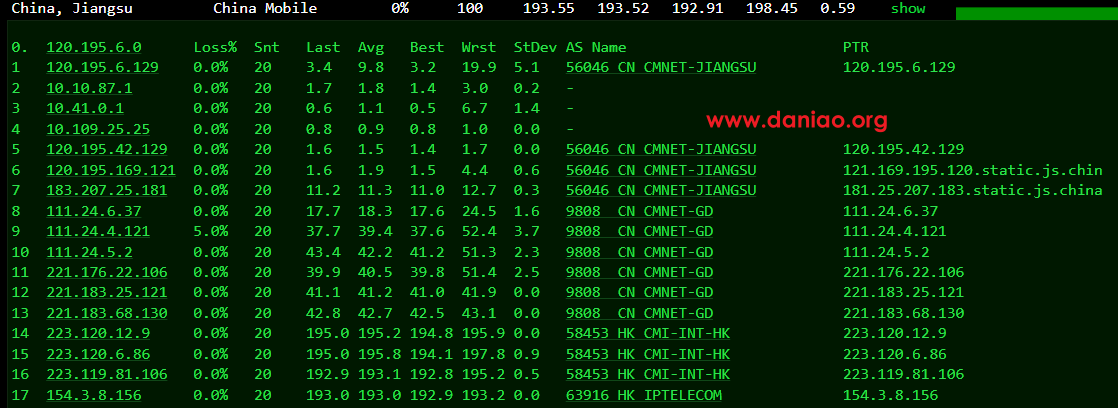 China, Jiangsu China Mobile 0% 100 193.55 193.52 192.91 198.45 0.59 show
0. 120.195.6.0 Loss% Snt Last Avg Best Wrst StDev AS Name PTR
1 120.195.6.129 0.0% 20 3.4 9.8 3.2 19.9 5.1 56046 CN CMNET-JIANGSU 120.195.6.129
2 10.10.87.1 0.0% 20 1.7 1.8 1.4 3.0 0.2 -
3 10.41.0.1 0.0% 20 0.6 1.1 0.5 6.7 1.4 -
www.daniao.org
4 10.109.25.25 0.0% 20 0.8 0.9 0.8 1.0 0.0 -
5 120.195.42.129 0.0% 20 1.6 1.5 1.4 1.7 0.0 56046 CN CMNET-JIANGSU 120.195.42.129
6 120.195.169.121 0.0% 20 1.6 1.9 1.5 4.4 0.6 56046 CN CMNET-JIANGSU 121.169.195.120.static.js.chin
7 183.207.25.181 0.0% 20 11.2 11.3 11.0 12.7 0.3 56046 CN CMNET-JIANGSU 181.25.207.183.static.js.china
8 111.24.6.37 0.0% 20 17.7 18.3 17.6 24.5 1.6 9808 CN CMNET-GD 111.24.6.37
9 111.24.4.121 5.0% 20 37.7 39.4 37.6 52.4 3.7 9808 CN CMNET-GD 111.24.4.121
10 111.24.5.2 0.0% 20 43.4 42.2 41.2 51.3 2.3 9808 CN CMNET-GD 111.24.5.2
11 221.176.22.106 0.0% 20 39.9 40.5 39.8 51.4 2.5 9808 CN CMNET-GD 221.176.22.106
12 221.183.25.121 0.0% 20 41.1 41.2 41.0 41.9 0.0 9808 CN CMNET-GD 221.183.25.121
13 221.183.68.130 0.0% 20 42.8 42.7 42.5 43.1 0.0 9808 CN CMNET-GD 221.183.68.130
14 223.120.12.9 0.0% 20 195.0 195.2 194.8 195.9 0.0 58453 HK CMI-INT-HK 223.120.12.9
15 223.120.6.86 0.0% 20 195.0 195.8 194.1 197.8 0.9 58453 HK CMI-INT-HK 223.120.6.86
16 223.119.81.106 0.0% 20 192.9 193.1 192.8 195.2 0.5 58453 HK CMI-INT-HK 223.119.81.106
17 154.3.8.156 0.0% 20 193.0 193.0 192.9 193.2 0.0 63916 HK IPTELECOM 154.3.8.156